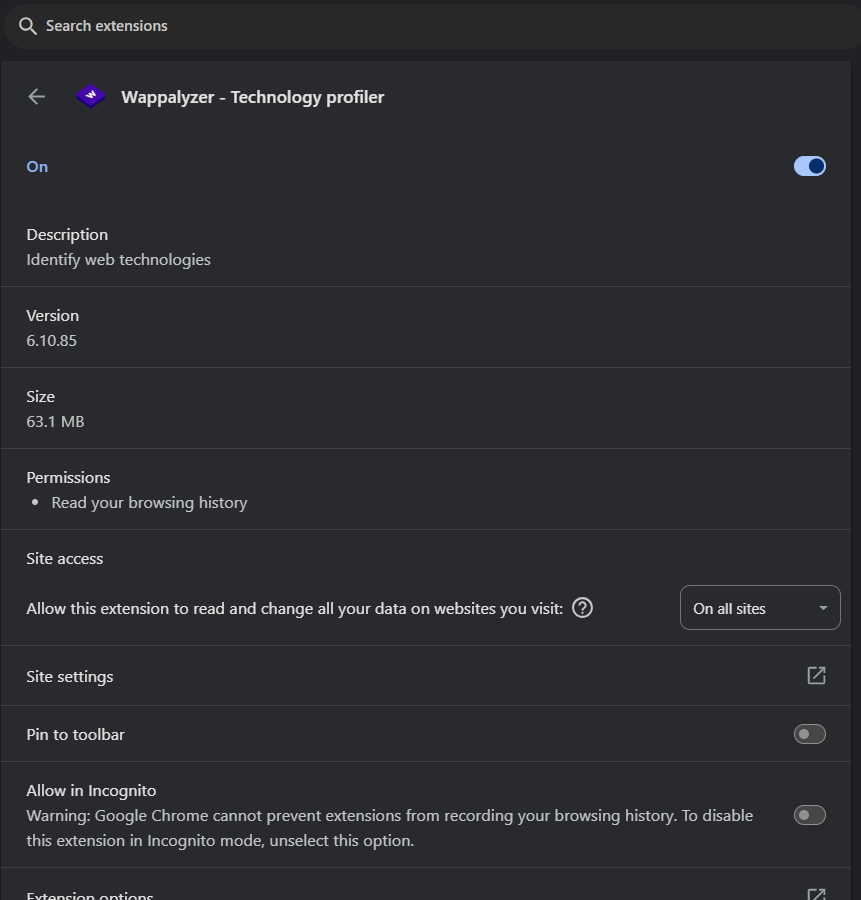 Search extensions
Wappalyzer - Technology profiler
On
Description
Identify web technologies
Version
6.10.85
Size
63.1 MB
Permissions
• Read your browsing history
Site access
Allow this extension to read and change all your data on websites you visit:
On all sites
Site settings
Pin to toolbar
Allow in Incognito
Warning: Google Chrome cannot prevent extensions from recording your browsing history. To disable
this extension in Incognito mode, unselect this option.
Extension options